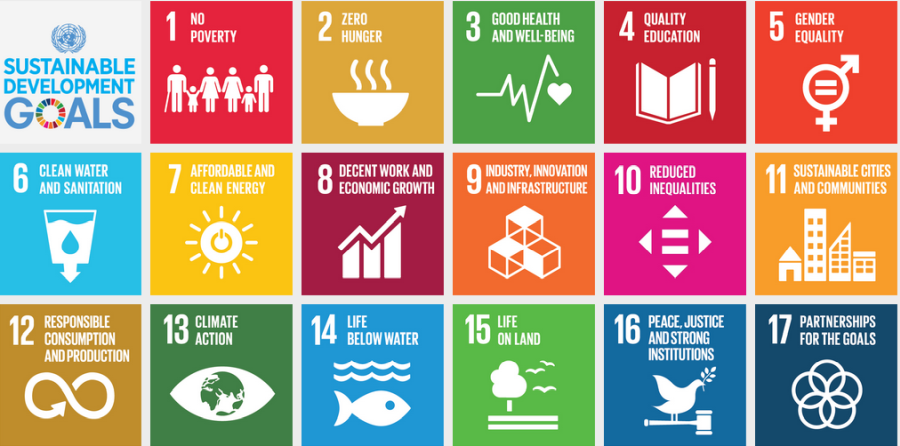 SUSTAINABLE
DEVELOPMENT
GOALS
1 NO
POVERTY
2 ZERO
HUNGER
3 GOOD HEALTH
AND WELL-BEING
4 QUALITY
EDUCATION
5 GENDER
EQUALITY
6 CLEAN WATER
AND SANITATION
7 AFFORDABLE AND
CLEAN ENERGY
8 DECENT WORK AND
ECONOMIC GROWTH
9 INDUSTRY, INNOVATION
AND INFRASTRUCTURE
10 REDUCED
INEQUALITIES
11 SUSTAINABLE CITIES
AND COMMUNITIES
12 RESPONSIBLE
CONSUMPTION
AND PRODUCTION
13 CLIMATE
ACTION
14 LIFE
BELOW WATER
15 LIFE
ON LAND
16 PEACE, JUSTICE
AND STRONG
INSTITUTIONS
17 PARTNERSHIPS
FOR THE GOALS